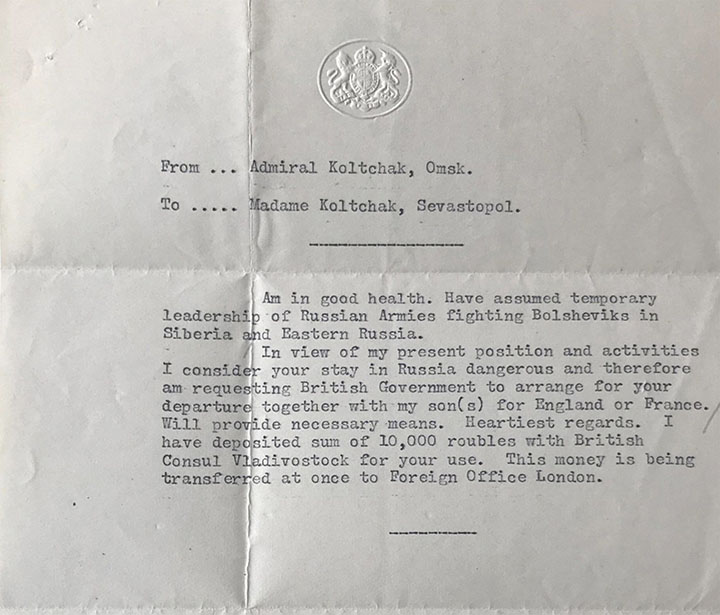 From ... Admiral Koltchak, Omsk.
To ..... Madame Koltchak, Sevastopol.
Am in good health. Have assumed temporary
leadership of Russian Armies fighting Bolsheviks in
Siberia and Eastern Russia.
In view of my present position and activities
I consider your stay in Russia dangerous and therefore
am requesting British Government to arrange for your
departure together with my son(s) for England or France.
Will provide necessary means. Heartiest regards. I
have deposited sum of 10,000 roubles with British
Consul Vladivostock for your use. This money is being
transferred at once to Foreign Office London.